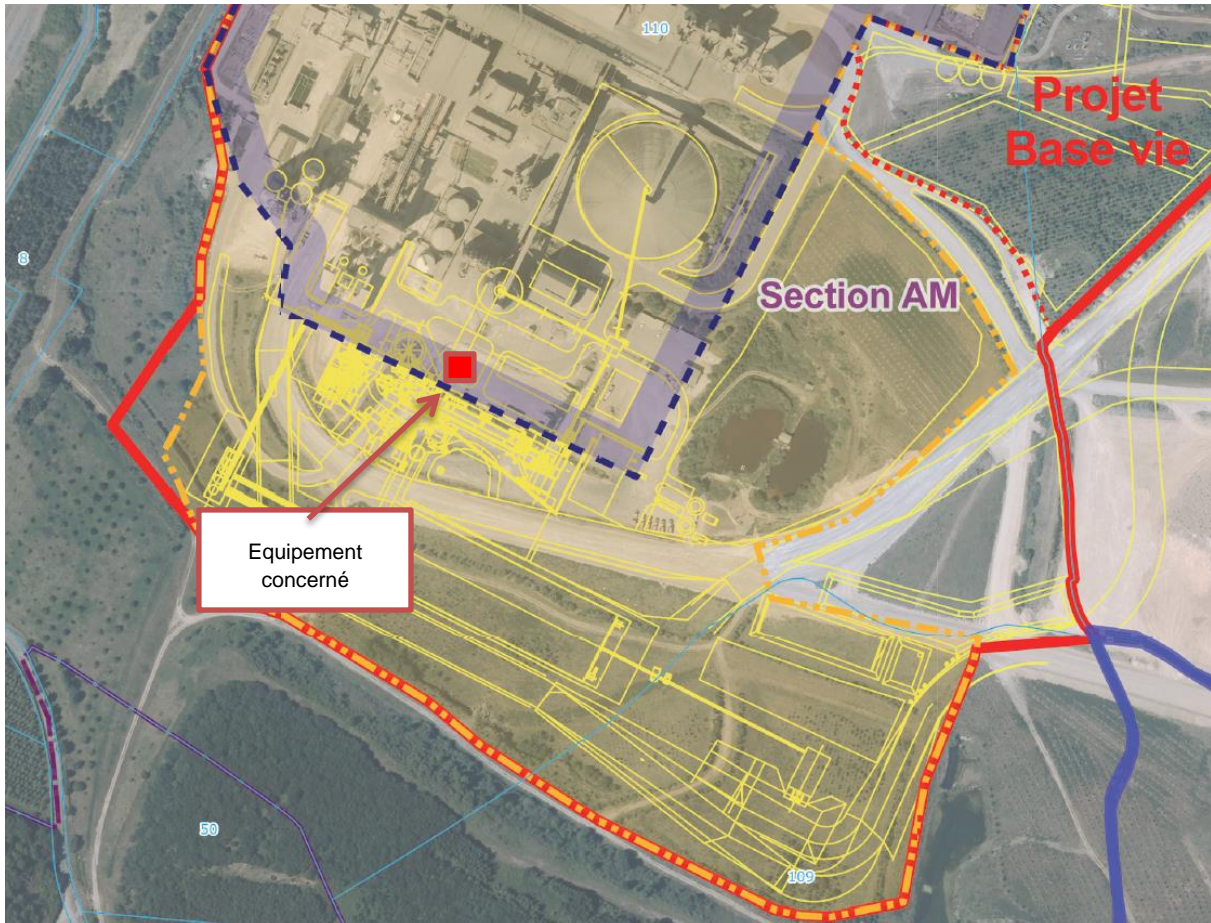 110
Projet
Base vie
8
Section AM
Equipement
concerné
50
109